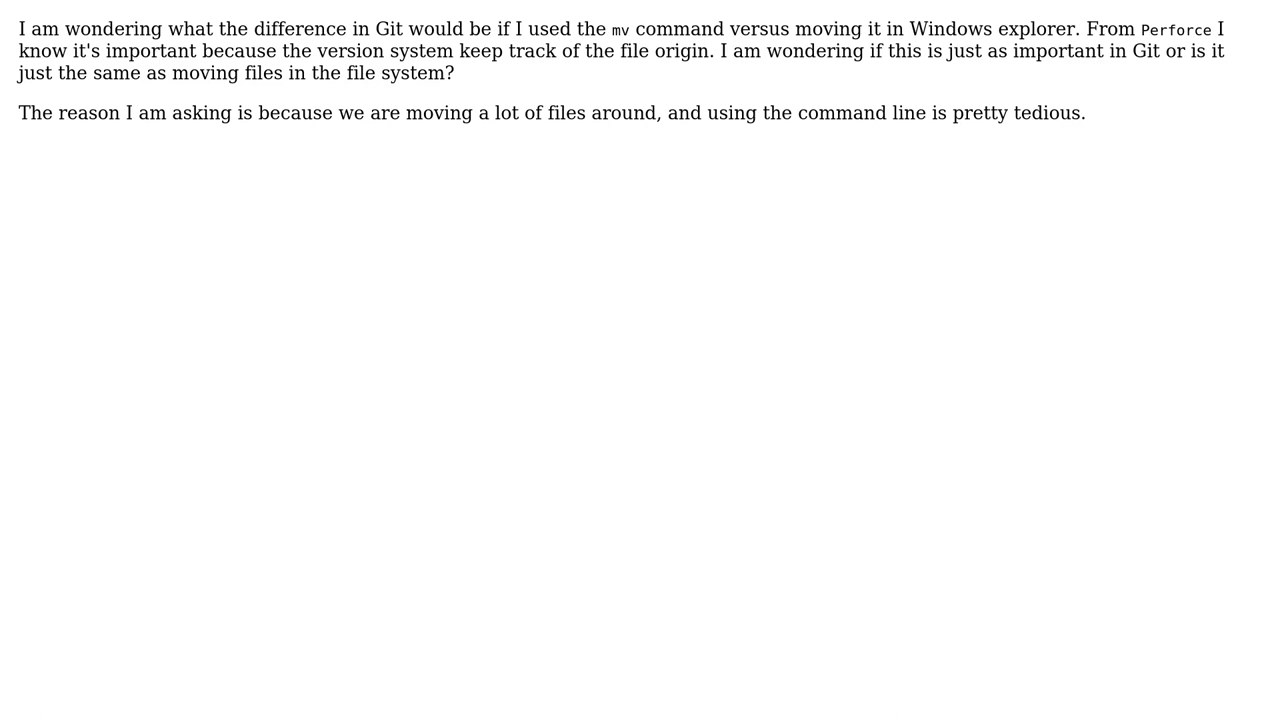 I am wondering what the difference in Git would be if I used the mv command versus moving it in Windows explorer. From Perforce I
know it's important because the version system keep track of the file origin. I am wondering if this is just as important in Git or is it
just the same as moving files in the file system?
The reason I am asking is because we are moving a lot of files around, and using the command line is pretty tedious.